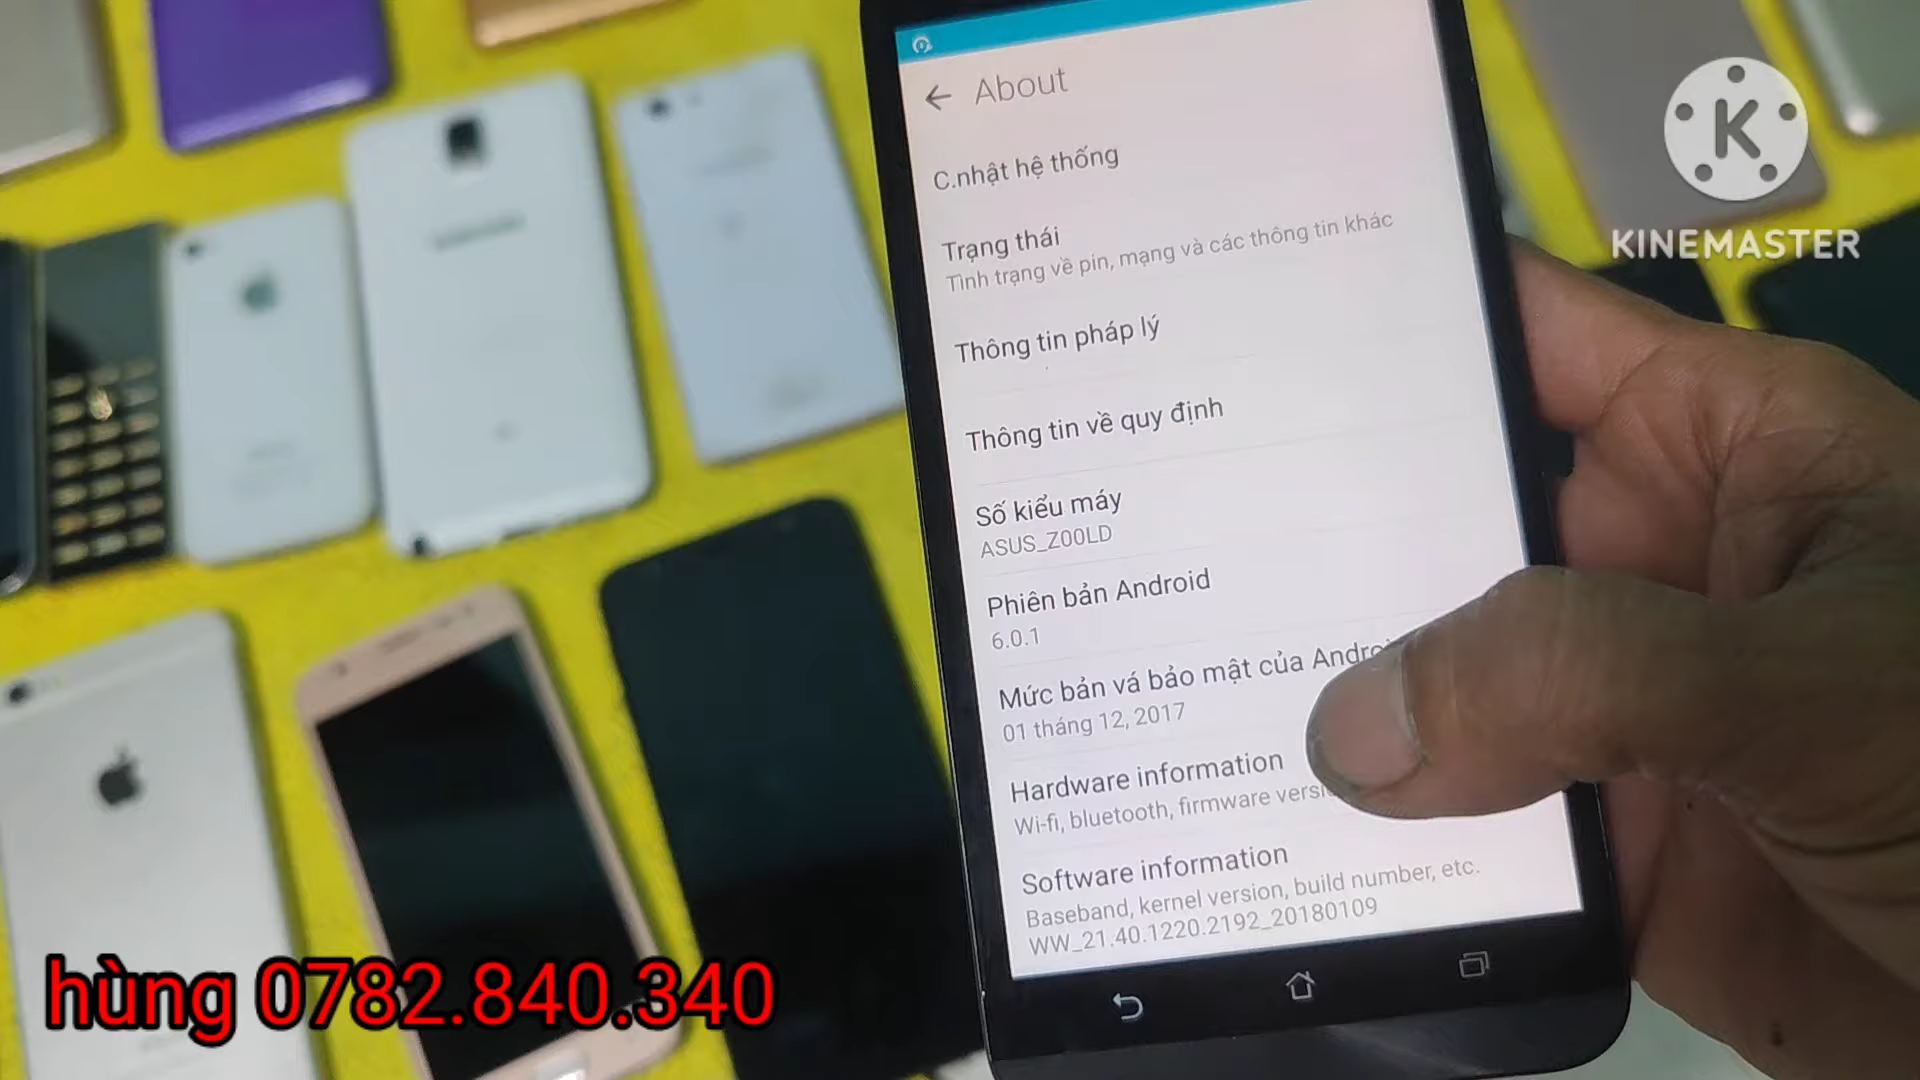 About
C.nhật hệ thống
Trạng thái
Tình trạng về pin, mạng và các thông tin khác
Thông tin pháp lý
Thông tin về quy định
Số kiểu máy
ASUS_Z00LD
Phiên bản Android
6.0.1
Mức bản vá bảo mật của
01 tháng 12, 2017
Hardware information
Wi-fi, bluetooth, firmware
Software information
Baseband, kernel version, build number, etc.
WW_21.40.1220.2192_20180109
K
KINEMASTER
hùng 0782.840.340